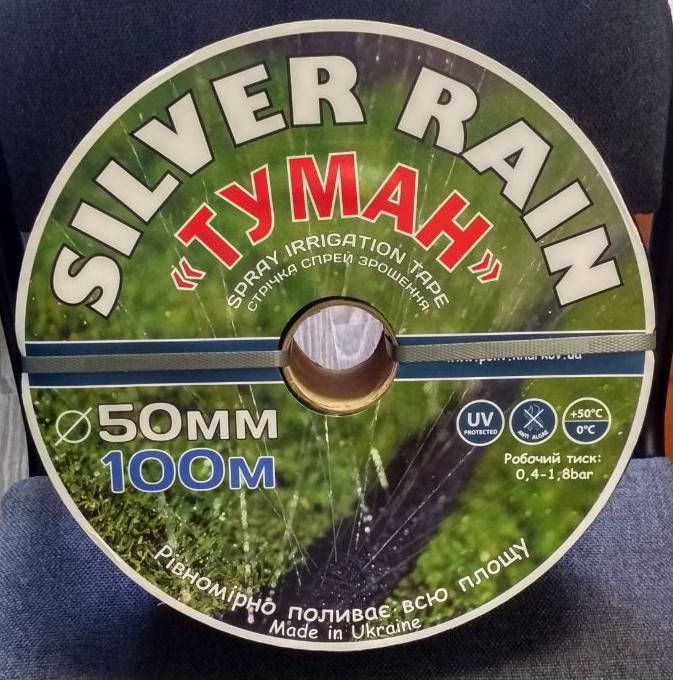 SILVER RAIN
«ТУМАН»
SPRAY IRRIGATION TAPE
СТРІЧКА СПРЕЙ ЗРОШЕННЯ
⌀50мм
100м
UV
PROTECTED
ANTI ALGAE
+50°C
0°C
Робочий тиск:
0,4-1,8bar
Рівномірно поливає всю площу
Made in Ukraine